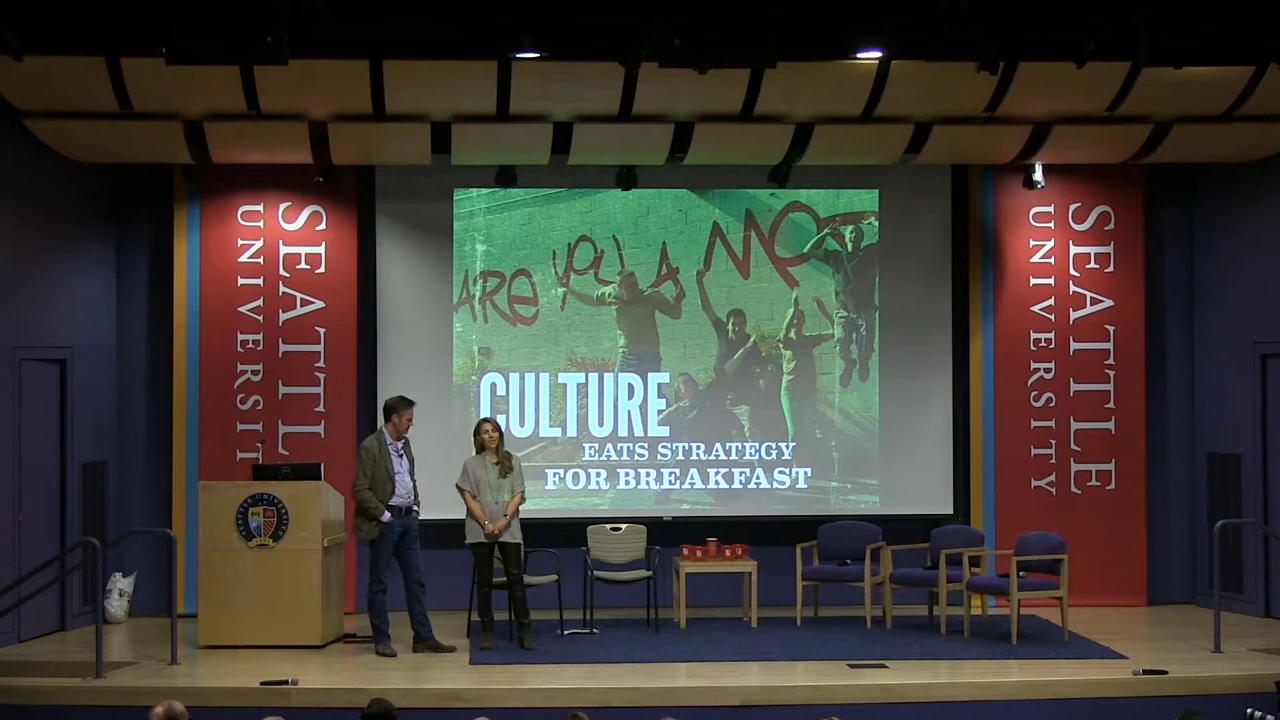 SEATTLE
UNIVERSITY
ARE YOU A MO
CULTURE
EATS STRATEGY
FOR BREAKFAST
SEATTLE
UNIVERSITY